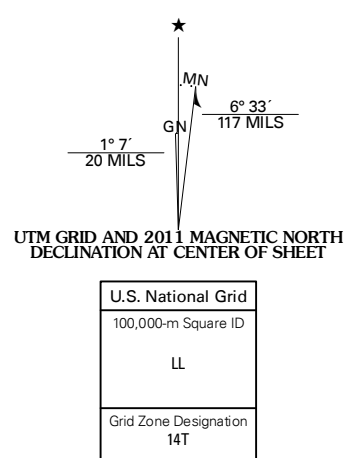 ★
MN
GN
6° 33´
117 MILS
1° 7´
20 MILS
UTM GRID AND 2011 MAGNETIC NORTH
DECLINATION AT CENTER OF SHEET
U.S. National Grid
100,000-m Square ID
LL
Grid Zone Designation
14T